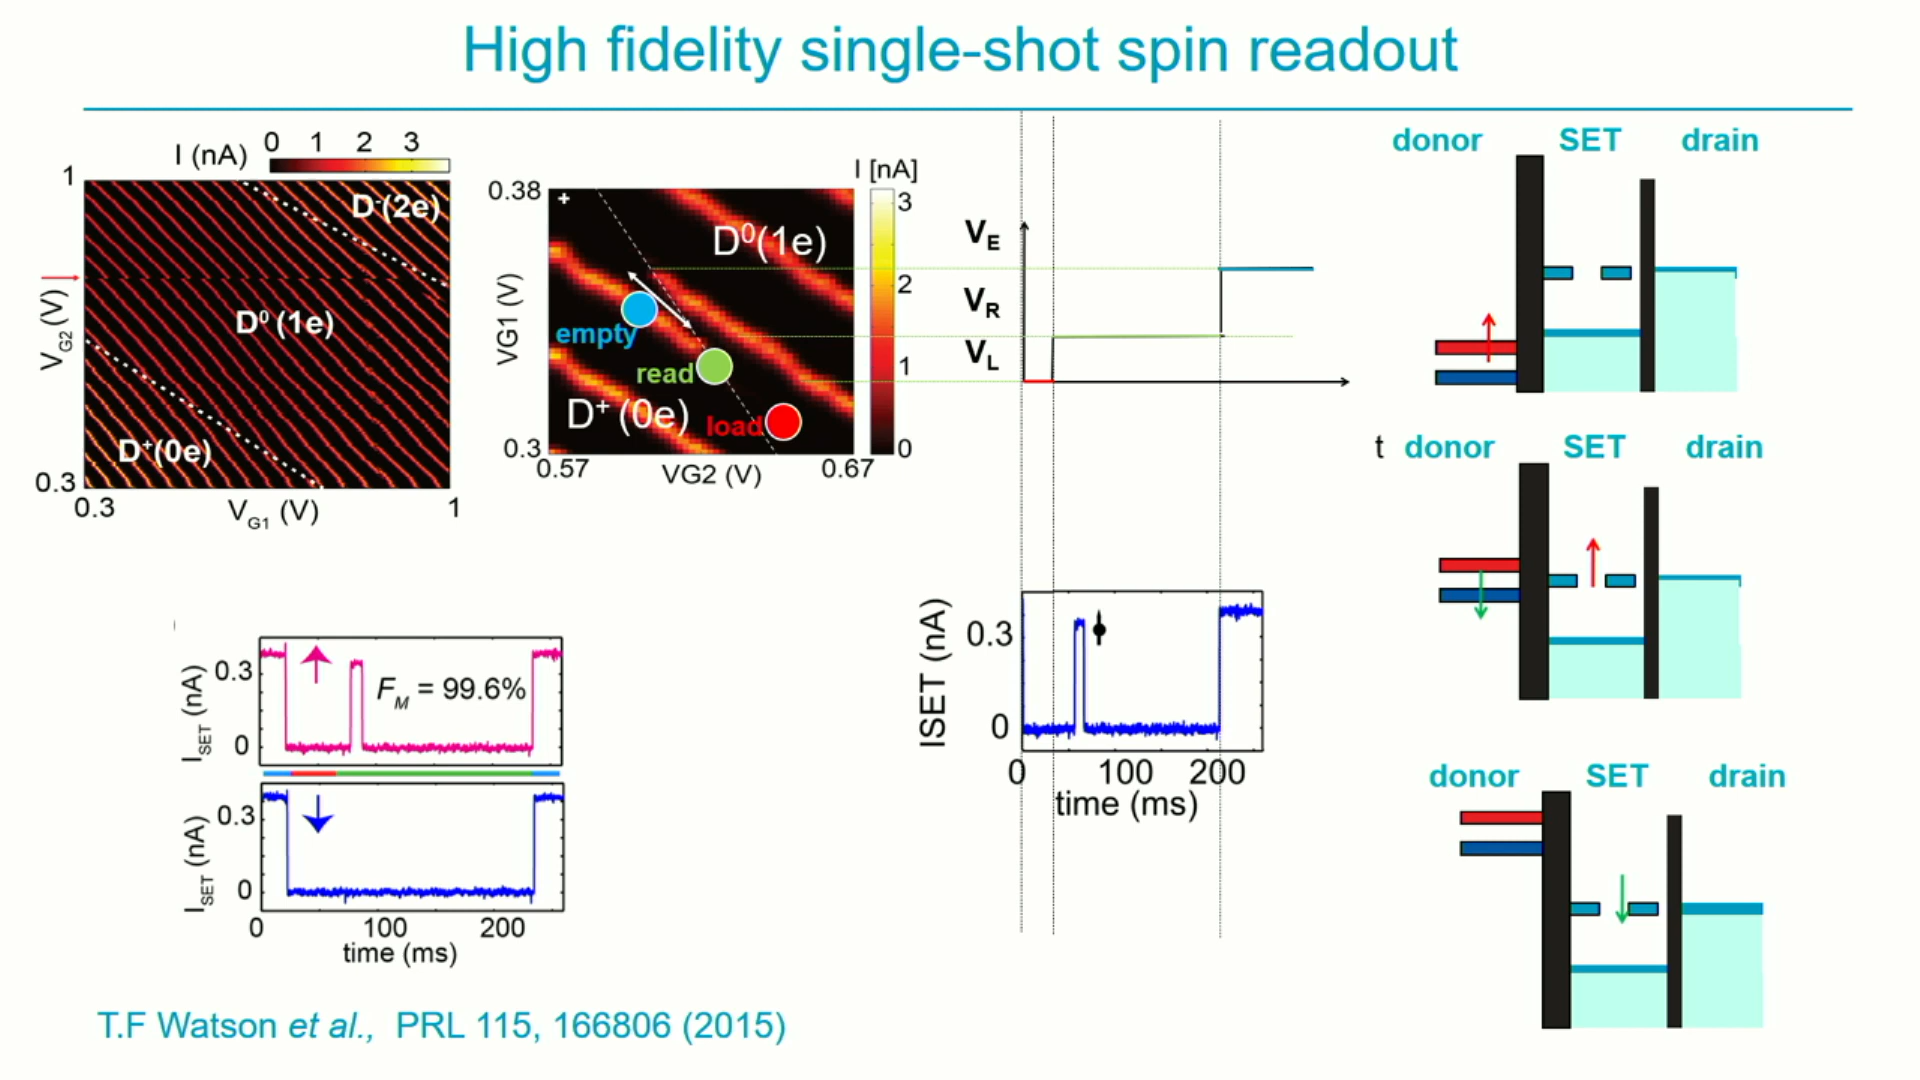 High fidelity single-shot spin readout
I (nA)
0 1 2 3
1
V_G2 (V)
0.3
0.3
V_G1 (V)
1
D⁻(2e)
D⁰ (1e)
D⁺(0e)
0.38
VG1 (V)
0.3
0.57
VG2 (V)
0.67
I [nA]
3
2
1
0
+
D⁰(1e)
empty
read
D⁺ (0e)
load
V_E
V_R
V_L
t
donor SET drain
donor SET drain
donor SET drain
I_SET (nA)
0.3
0
F_M = 99.6%
I_SET (nA)
0.3
0
0 100 200
time (ms)
ISET (nA)
0.3
0
0 100 200
time (ms)
T.F Watson et al., PRL 115, 166806 (2015)